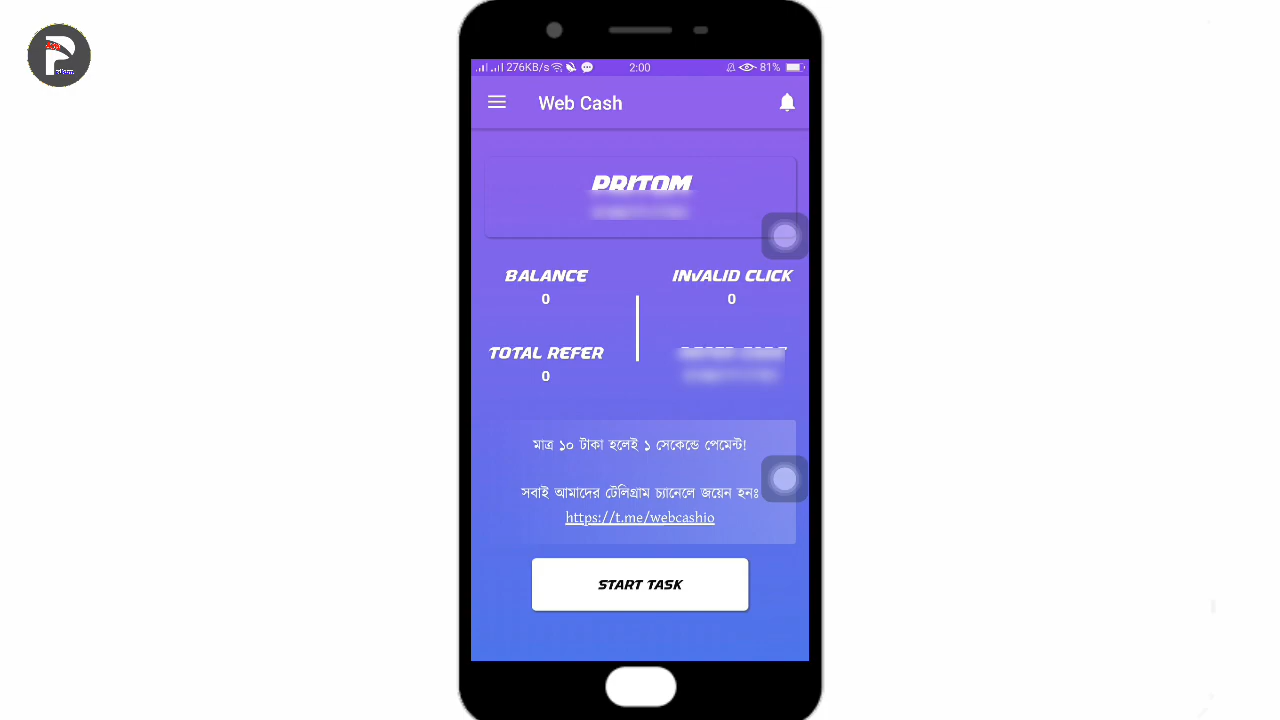 276KB/s
2:00
81%
Web Cash
PRITOM
BALANCE
0
INVALID CLICK
0
TOTAL REFER
0
মাত্র ১০ টাকা হলেই ১ সেকেন্ডে পেমেন্ট!
সবাই আমাদের টেলিগ্রাম চ্যানেলে জয়েন হনঃ
https://t.me/webcashio
START TASK